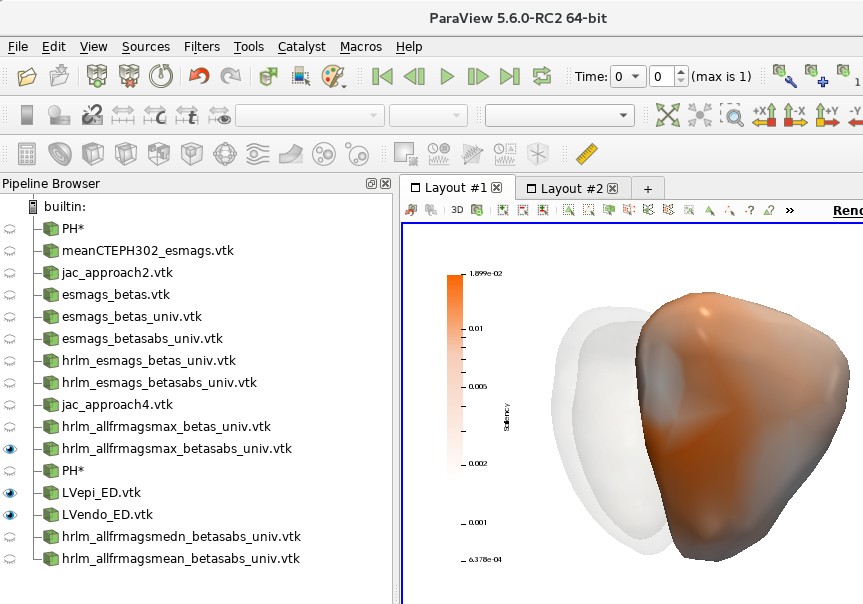 ParaView 5.6.0-RC2 64-bit
File Edit View Sources Filters Tools Catalyst Macros Help
Time: 0 0 (max is 1)
+X -X +Y -Y
Pipeline Browser
Layout #1 Layout #2 +
builtin:
3D ? ? » Rend
PH*
meanCTEPH302_esmags.vtk
jac_approach2.vtk
esmags_betas.vtk
esmags_betas_univ.vtk
esmags_betasabs_univ.vtk
hrlm_esmags_betas_univ.vtk
hrlm_esmags_betasabs_univ.vtk
jac_approach4.vtk
hrlm_allfrmagsmax_betas_univ.vtk
hrlm_allfrmagsmax_betasabs_univ.vtk
PH*
LVepi_ED.vtk
LVendo_ED.vtk
hrlm_allfrmagsmedn_betasabs_univ.vtk
hrlm_allfrmagsmean_betasabs_univ.vtk
1.899e-02
0.01
0.005
0.002
0.001
6.378e-04
Saliency